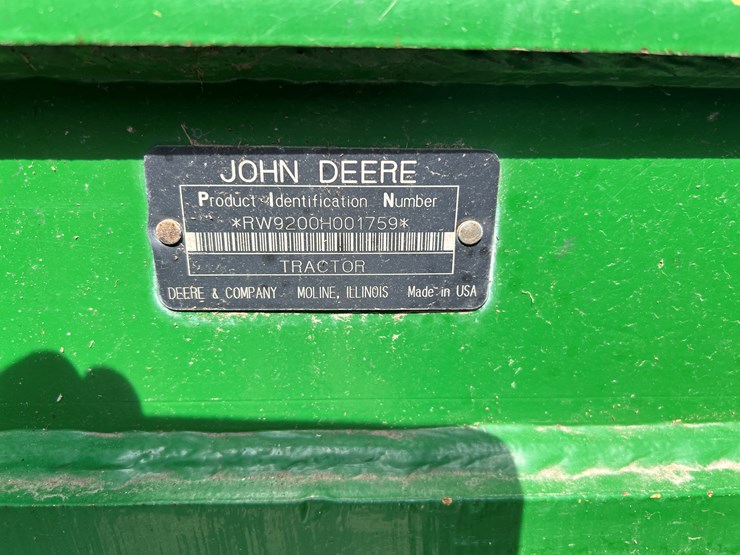 JOHN DEERE
Product Identification Number
*RW9200H001759*
TRACTOR
DEERE & COMPANY MOLINE, ILLINOIS Made in USA